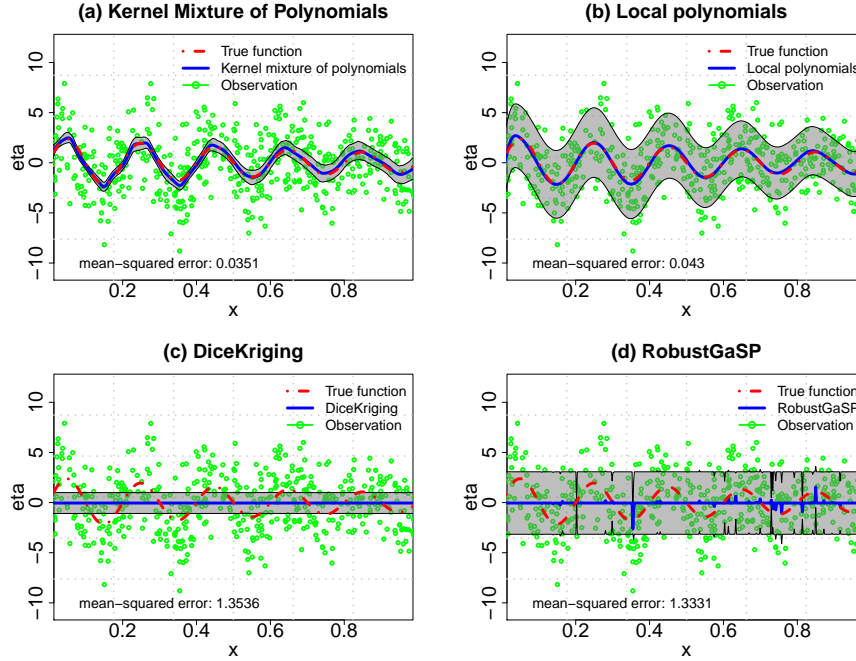 (a) Kernel Mixture of Polynomials
True function
Kernel mixture of polynomials
Observation
10
5
0
−5
−10
eta
mean−squared error: 0.0351
0.2
0.4
0.6
0.8
x
(b) Local polynomials
True function
Local polynomials
Observation
10
5
0
−5
−10
eta
mean−squared error: 0.043
0.2
0.4
0.6
0.8
x
(c) DiceKriging
True function
DiceKriging
Observation
10
5
0
−5
−10
eta
mean−squared error: 1.3536
0.2
0.4
0.6
0.8
x
(d) RobustGaSP
True function
RobustGaSP
Observation
10
5
0
−5
−10
eta
mean−squared error: 1.3331
0.2
0.4
0.6
0.8
x